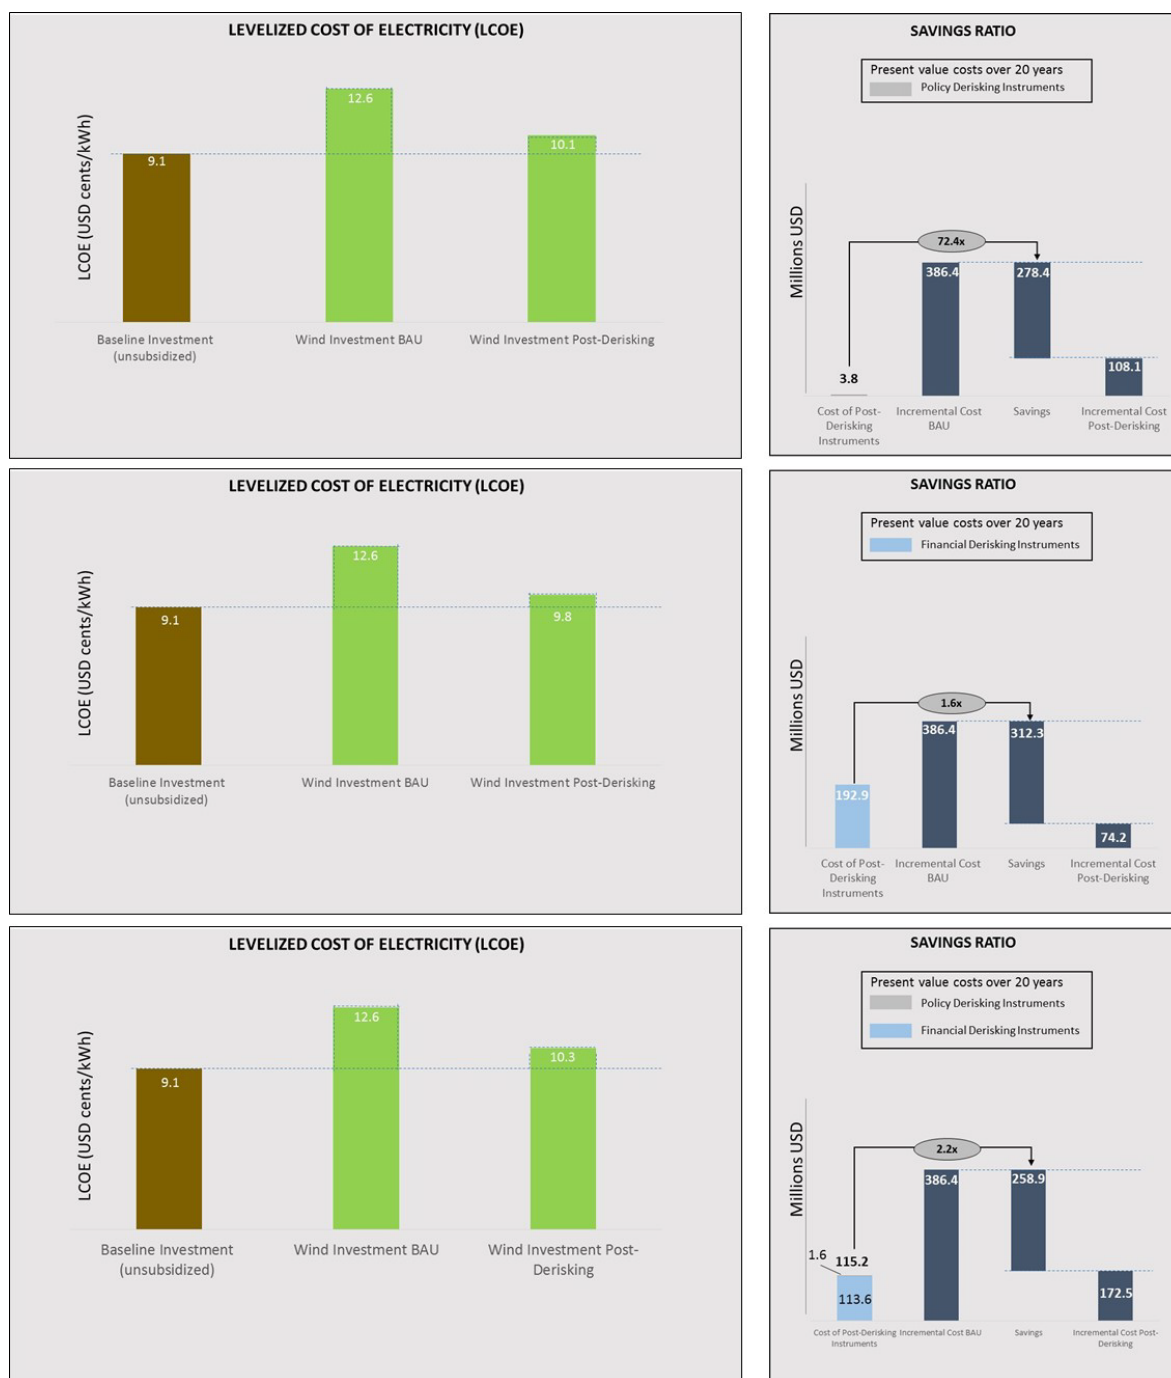 LEVELIZED COST OF ELECTRICITY (LCOE)
LCOE (USD cents/kWh)
9.1
12.6
10.1
Baseline Investment
(unsubsidized)
Wind Investment BAU
Wind Investment Post-Derisking
SAVINGS RATIO
Present value costs over 20 years
Policy Derisking Instruments
Millions USD
72.4x
386.4
278.4
108.1
3.8
Cost of Post-
Derisking
Instruments
Incremental Cost
BAU
Savings
Incremental Cost
Post-Derisking
LEVELIZED COST OF ELECTRICITY (LCOE)
LCOE (USD cents/kWh)
9.1
12.6
9.8
Baseline Investment
(unsubsidized)
Wind Investment BAU
Wind Investment Post-Derisking
SAVINGS RATIO
Present value costs over 20 years
Financial Derisking Instruments
Millions USD
1.6x
386.4
312.3
192.9
74.2
Cost of Post-
Derisking
Instruments
Incremental Cost
BAU
Savings
Incremental Cost
Post-Derisking
LEVELIZED COST OF ELECTRICITY (LCOE)
LCOE (USD cents/kWh)
9.1
12.6
10.3
Baseline Investment
(unsubsidized)
Wind Investment BAU
Wind Investment Post-
Derisking
SAVINGS RATIO
Present value costs over 20 years
Policy Derisking Instruments
Financial Derisking Instruments
Millions USD
2.2x
386.4
258.9
1.6
115.2
113.6
172.5
Cost of Post-Derisking
Instruments
Incremental Cost BAU
Savings
Incremental Cost Post-
Derisking